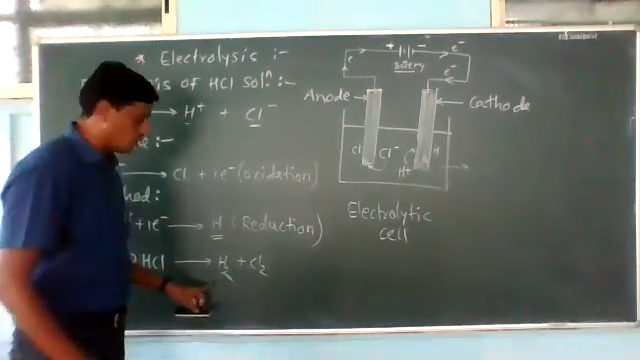 * Electrolysis :-
is of HCl solⁿ :-
→ H⁺ + Cl⁻
:-
→ Cl + 1e⁻ (oxidation)
hod:
+ 1e⁻ → H (Reduction)
HCl → H₂ + Cl₂
+ −
e⁻
e⁻
Anode
Cathode
Cl
Cl⁻
H⁺
H
Electrolytic
cell